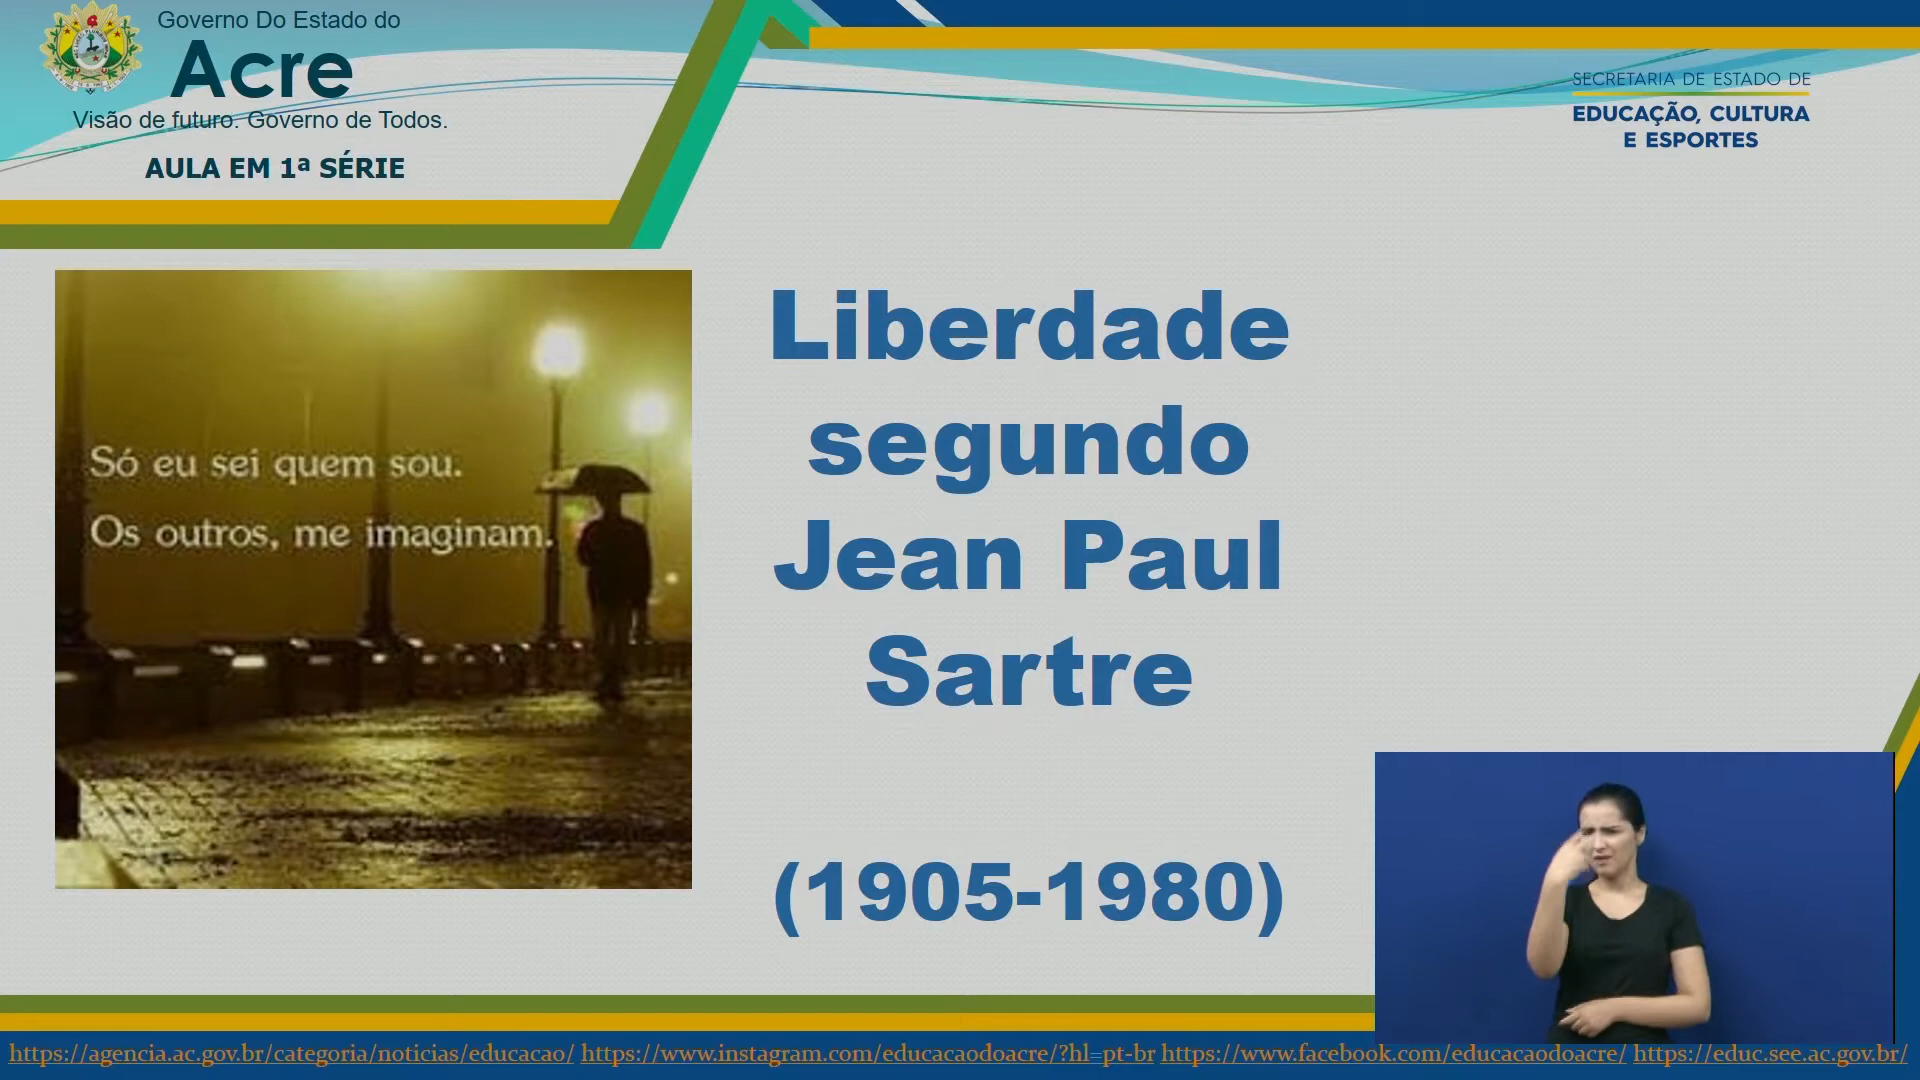 Governo Do Estado do
Acre
Visão de futuro. Governo de Todos.
AULA EM 1ª SÉRIE
SECRETARIA DE ESTADO DE
EDUCAÇÃO, CULTURA
E ESPORTES
Só eu sei quem sou.
Os outros, me imaginam.
Liberdade
segundo
Jean Paul
Sartre
(1905-1980)
https://agencia.ac.gov.br/categoria/noticias/educacao/ https://www.instagram.com/educacaodoacre/?hl=pt-br https://www.facebook.com/educacaodoacre/ https://educ.see.ac.gov.br/